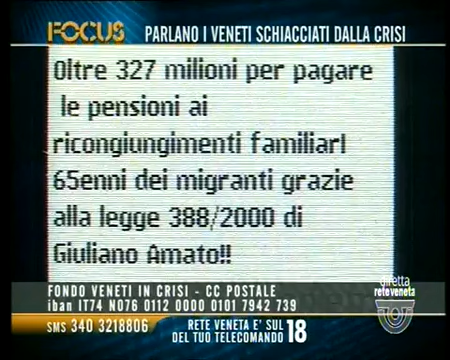 FOCUS PARLANO I VENETI SCHIACCIATI DALLA CRISI
Oltre 327 milioni per pagare
le pensioni ai
ricongiungimenti familiarI
65enni dei migranti grazie
alla legge 388/2000 di
Giuliano Amato!!
diretta
reteveneta
FONDO VENETI IN CRISI - CC POSTALE
iban IT74 N076 0112 0000 0101 7942 739
SMS 340 3218806
RETE VENETA E' SUL 18
DEL TUO TELECOMANDO